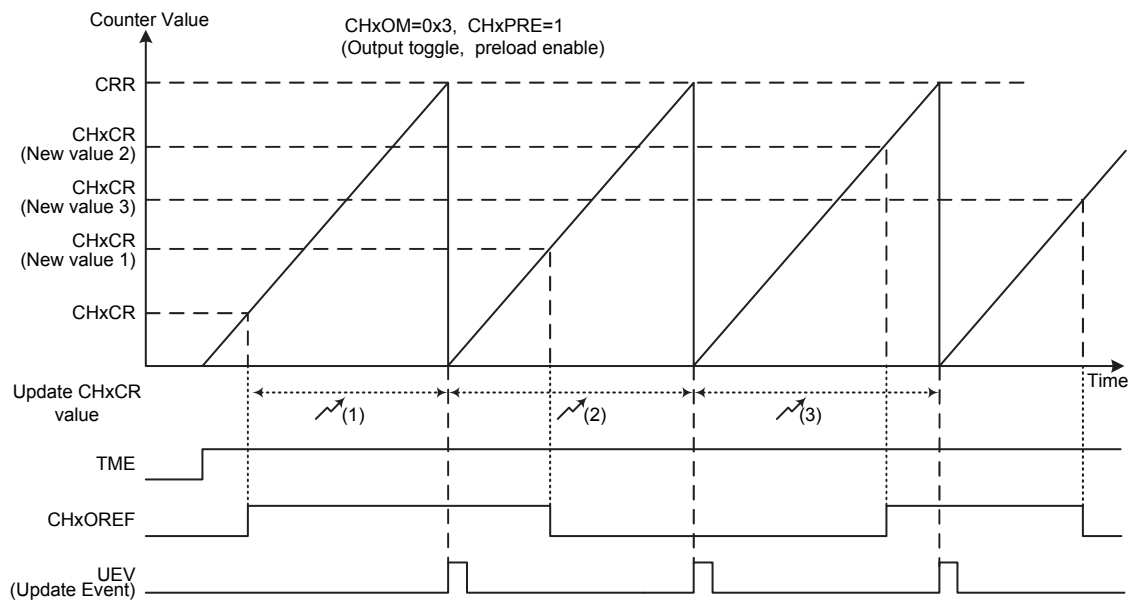 Counter Value
CHxOM=0x3, CHxPRE=1
(Output toggle, preload enable)
CRR
CHxCR
(New value 2)
CHxCR
(New value 3)
CHxCR
(New value 1)
CHxCR
Time
Update CHxCR
value
(1)
(2)
(3)
TME
CHxOREF
UEV
(Update Event)